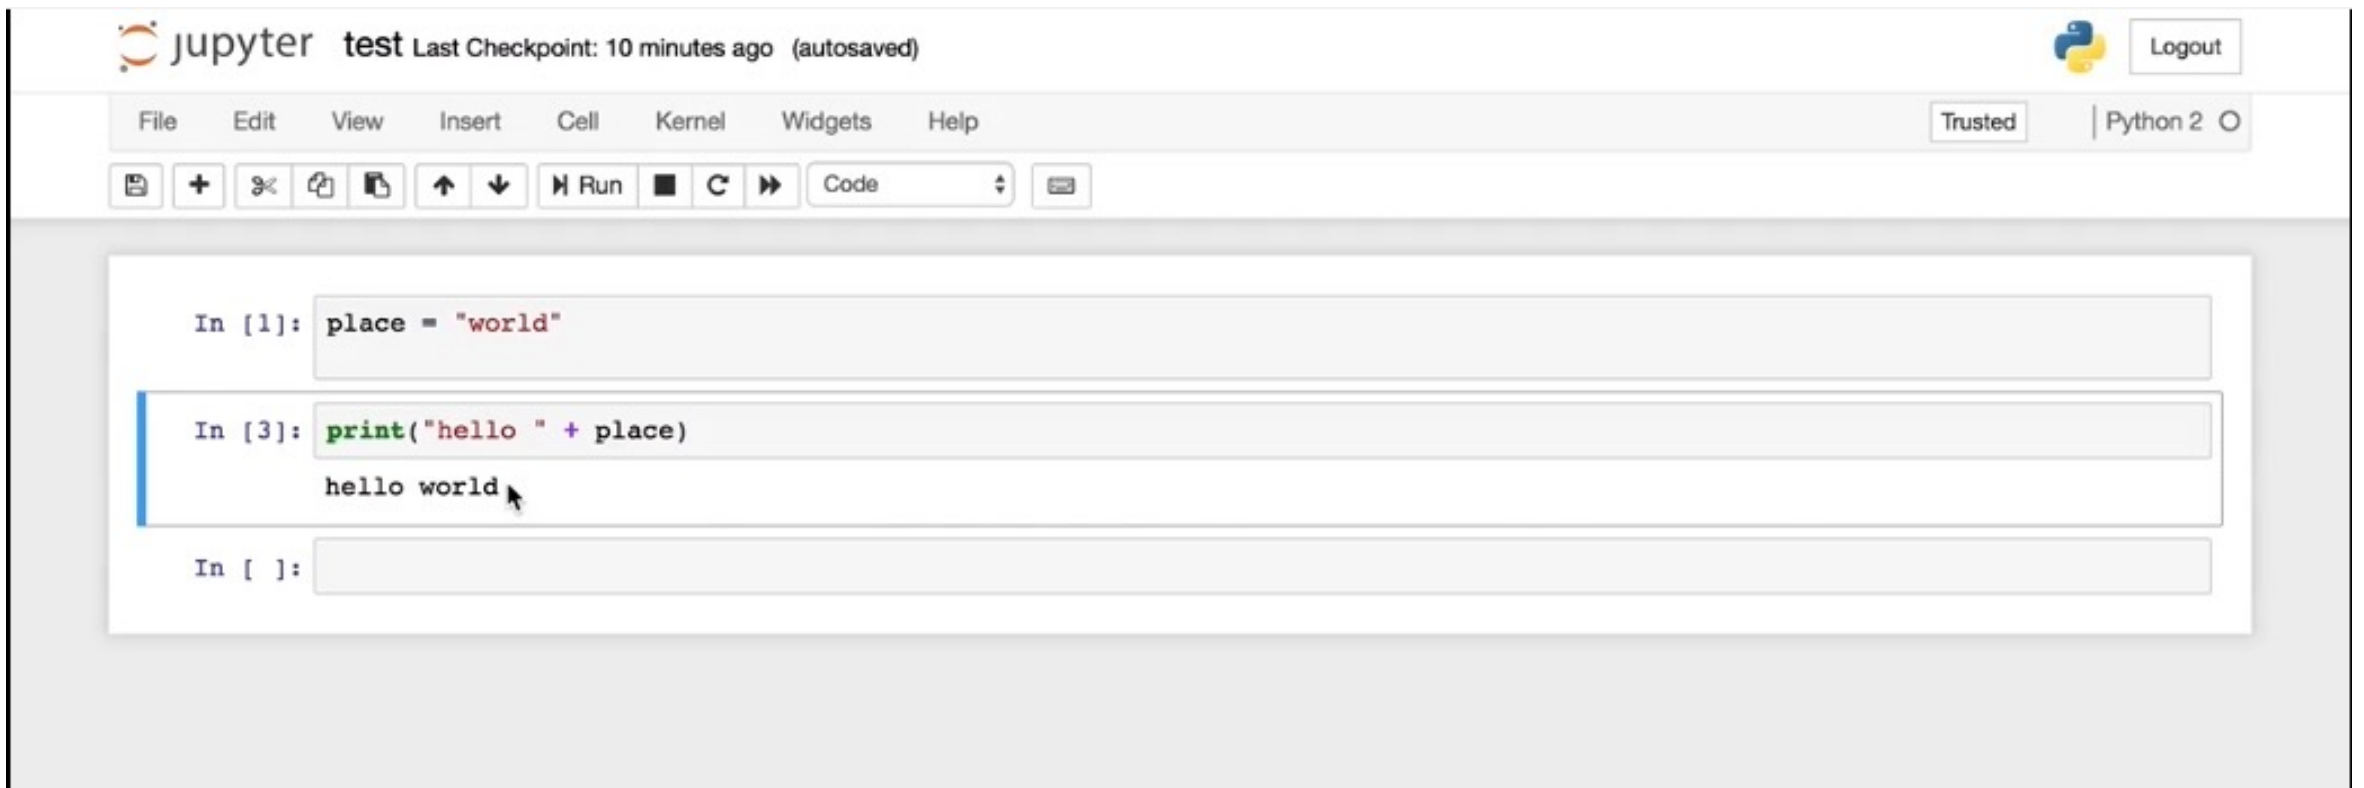 jupyter test Last Checkpoint: 10 minutes ago (autosaved) Logout
File Edit View Insert Cell Kernel Widgets Help Trusted Python 2
Run Code
In [1]: place = "world"
In [3]: print("hello " + place)
hello world
In [ ]: